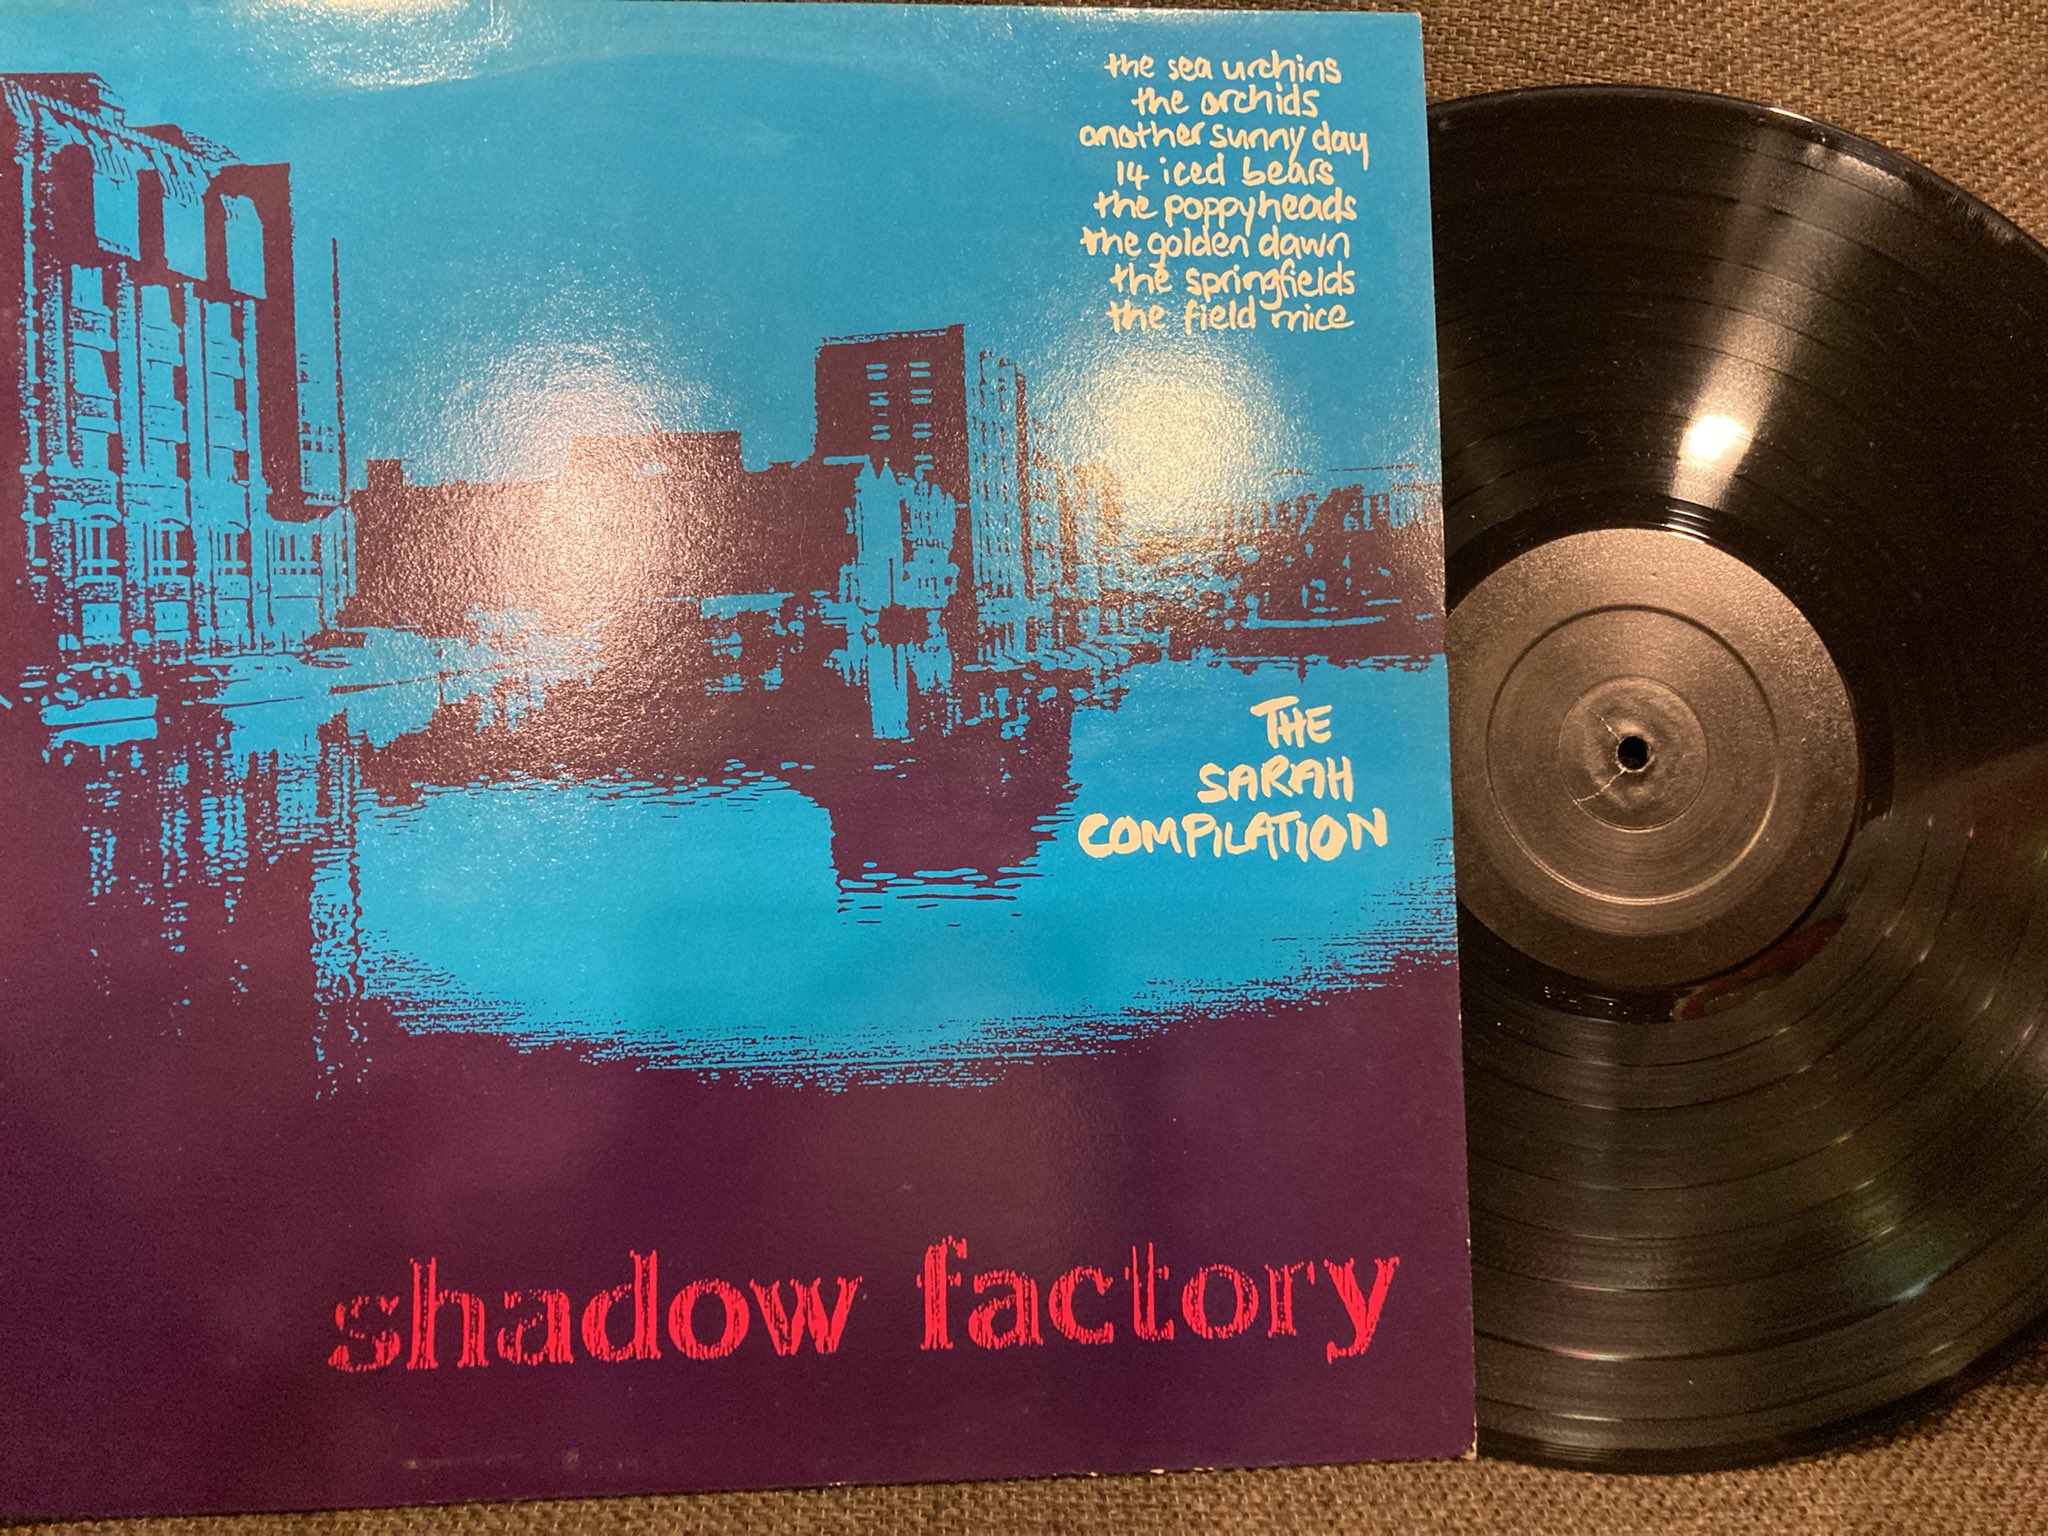 the sea urchins
the orchids
another sunny day
14 iced bears
the poppyheads
the golden dawn
the springfields
the field mice
THE
SARAH
COMPILATION
shadow factory